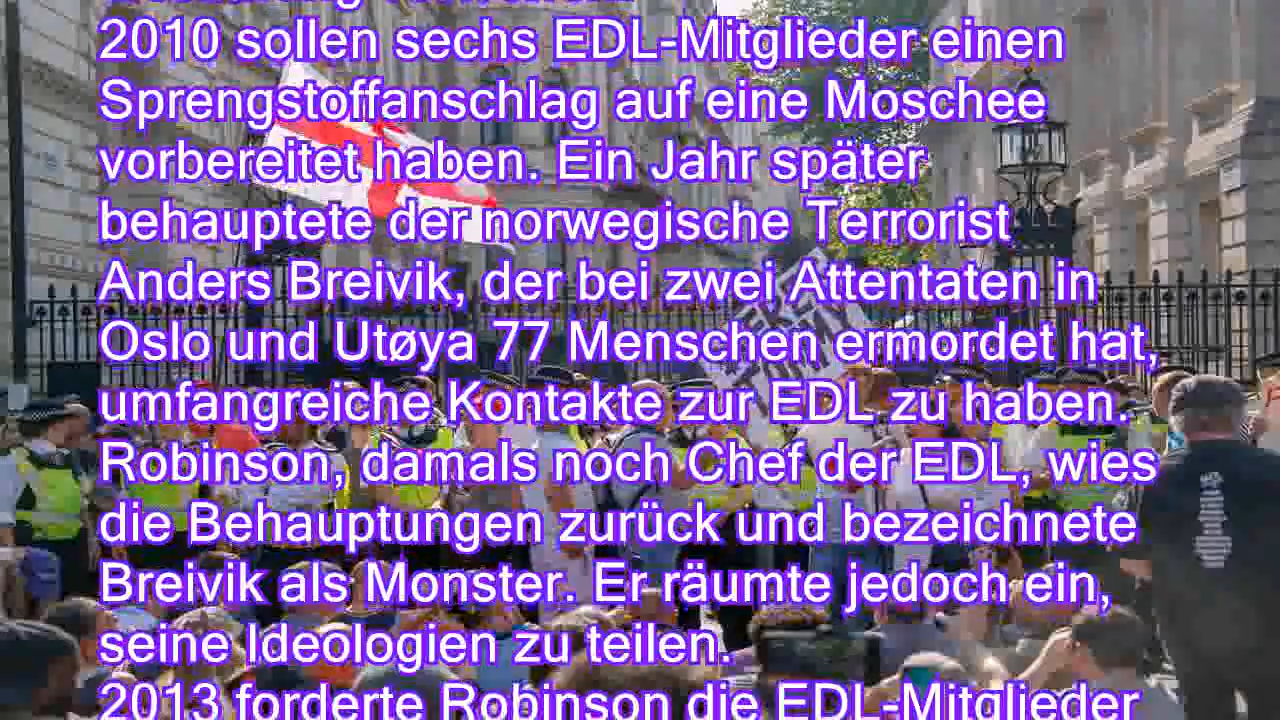 2010 sollen sechs EDL-Mitglieder einen
Sprengstoffanschlag auf eine Moschee
vorbereitet haben. Ein Jahr später
behauptete der norwegische Terrorist
Anders Breivik, der bei zwei Attentaten in
Oslo und Utøya 77 Menschen ermordet hat,
umfangreiche Kontakte zur EDL zu haben.
Robinson, damals noch Chef der EDL, wies
die Behauptungen zurück und bezeichnete
Breivik als Monster. Er räumte jedoch ein,
seine Ideologien zu teilen.
2013 forderte Robinson die EDL-Mitglieder
TOMMY